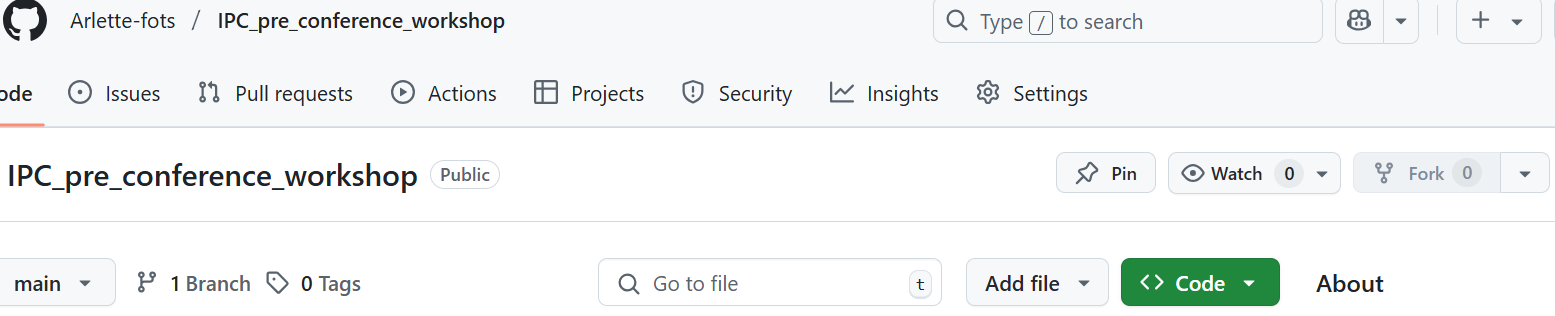 Arlette-fots / IPC_pre_conference_workshop Type / to search
ode Issues Pull requests Actions Projects Security Insights Settings
IPC_pre_conference_workshop Public Pin Watch 0 Fork 0
main 1 Branch 0 Tags Go to file t Add file Code About